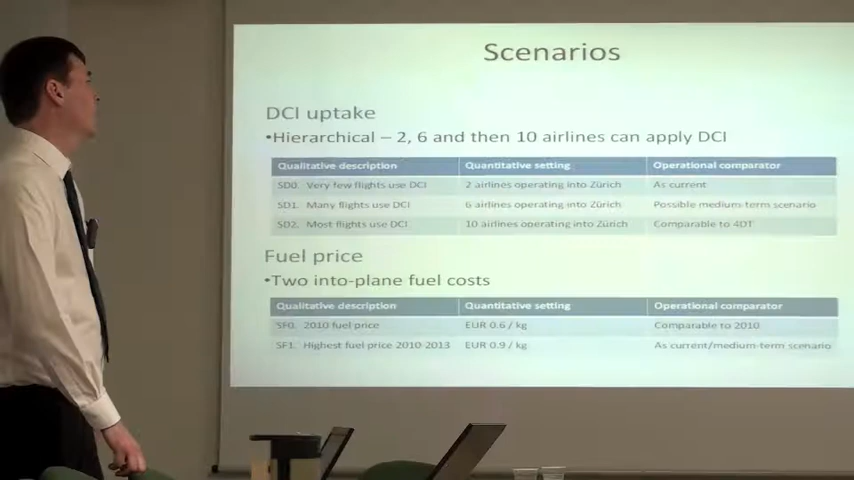 Scenarios
DCI uptake
•Hierarchical – 2, 6 and then 10 airlines can apply DCI
Qualitative description Quantitative setting Operational comparator
SD0. Very few flights use DCI 2 airlines operating into Zürich As current
SD1. Many flights use DCI 6 airlines operating into Zürich Possible medium-term scenario
SD2. Most flights use DCI 10 airlines operating into Zürich Comparable to 4DT
Fuel price
•Two into-plane fuel costs
Qualitative description Quantitative setting Operational comparator
SF0. 2010 fuel price EUR 0.6 / kg Comparable to 2010
SF1. Highest fuel price 2010-2013 EUR 0.9 / kg As current/medium-term scenario